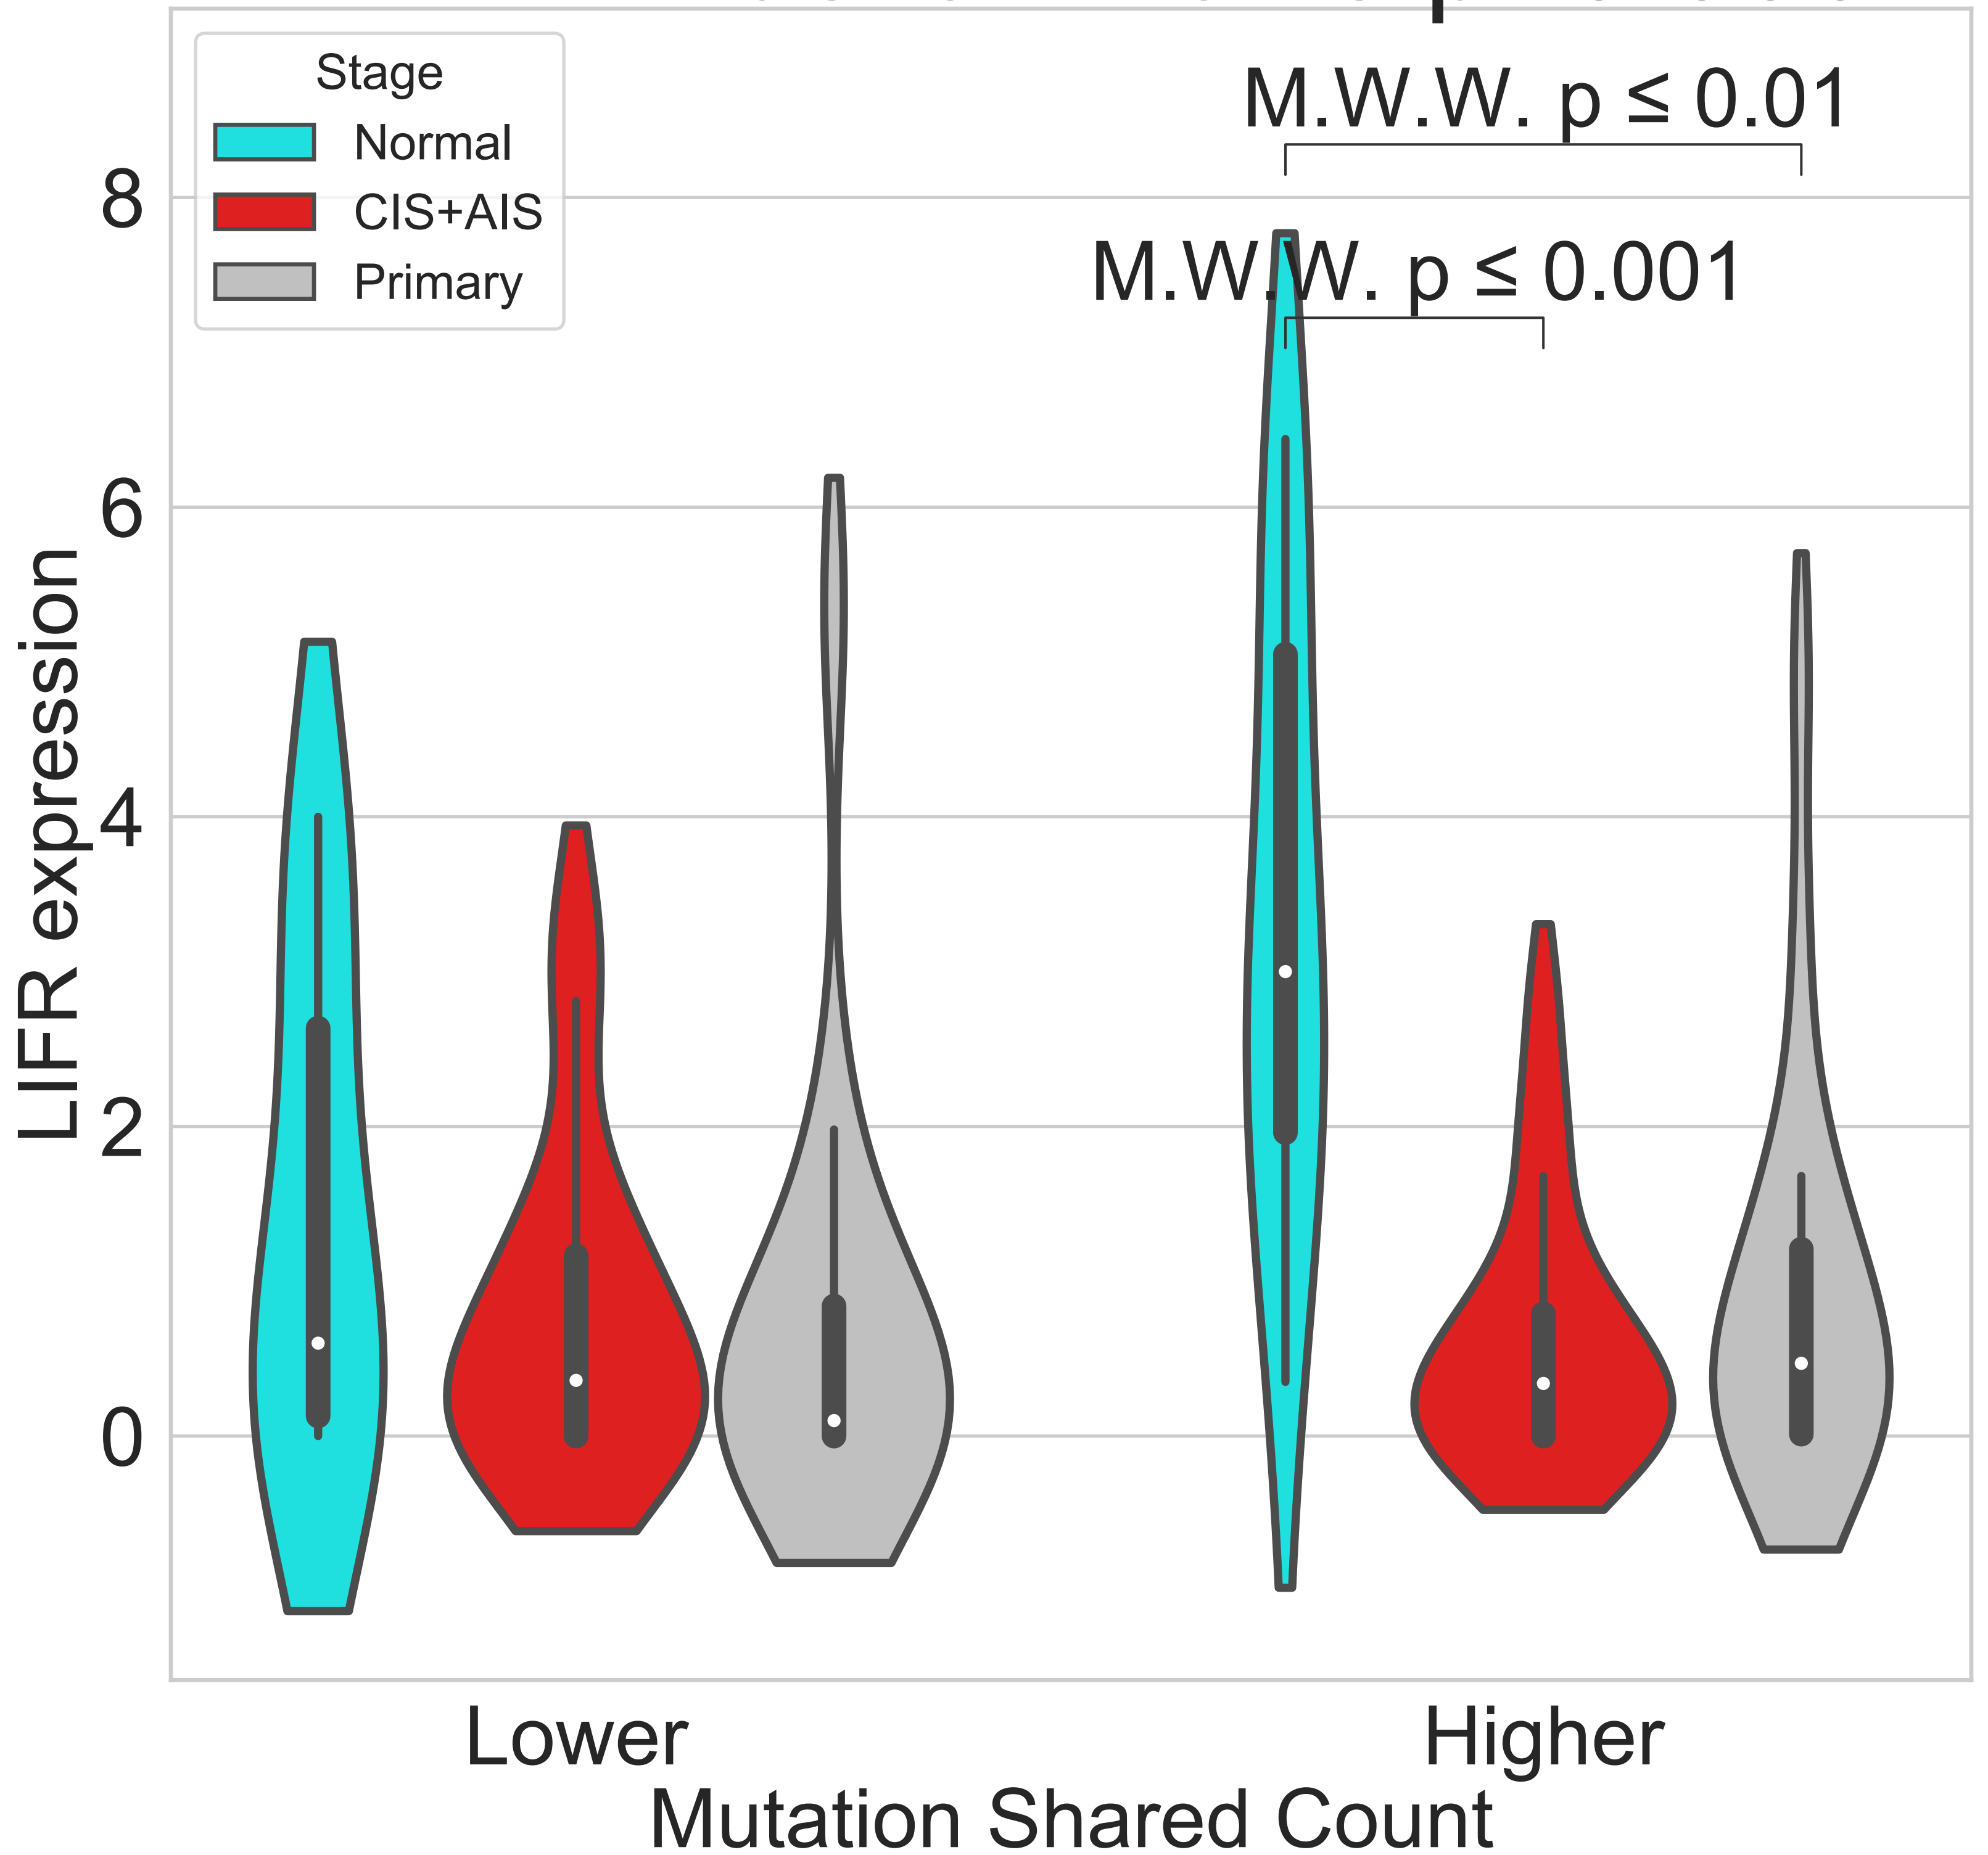 Stage
Normal
CIS+AIS
Primary
M.W.W. p ≤ 0.01
M.W.W. p ≤ 0.001
8
6
4
2
0
LIFR expression
Lower
Higher
Mutation Shared Count